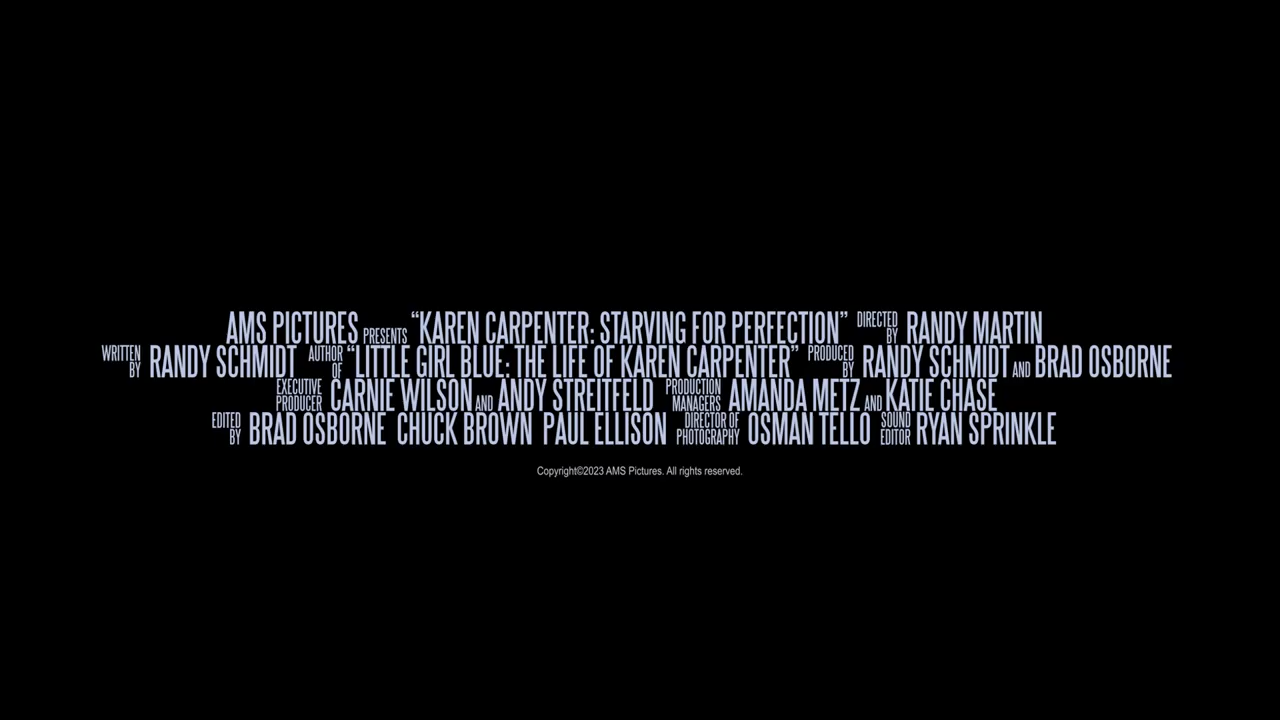 AMS PICTURES PRESENTS “KAREN CARPENTER: STARVING FOR PERFECTION” DIRECTED BY RANDY MARTIN
WRITTEN BY RANDY SCHMIDT AUTHOR OF “LITTLE GIRL BLUE: THE LIFE OF KAREN CARPENTER” PRODUCED BY RANDY SCHMIDT AND BRAD OSBORNE
EXECUTIVE PRODUCER CARNIE WILSON AND ANDY STREITFELD PRODUCTION MANAGERS AMANDA METZ AND KATIE CHASE
EDITED BY BRAD OSBORNE CHUCK BROWN PAUL ELLISON DIRECTOR OF PHOTOGRAPHY OSMAN TELLO SOUND EDITOR RYAN SPRINKLE
Copyright©2023 AMS Pictures. All rights reserved.